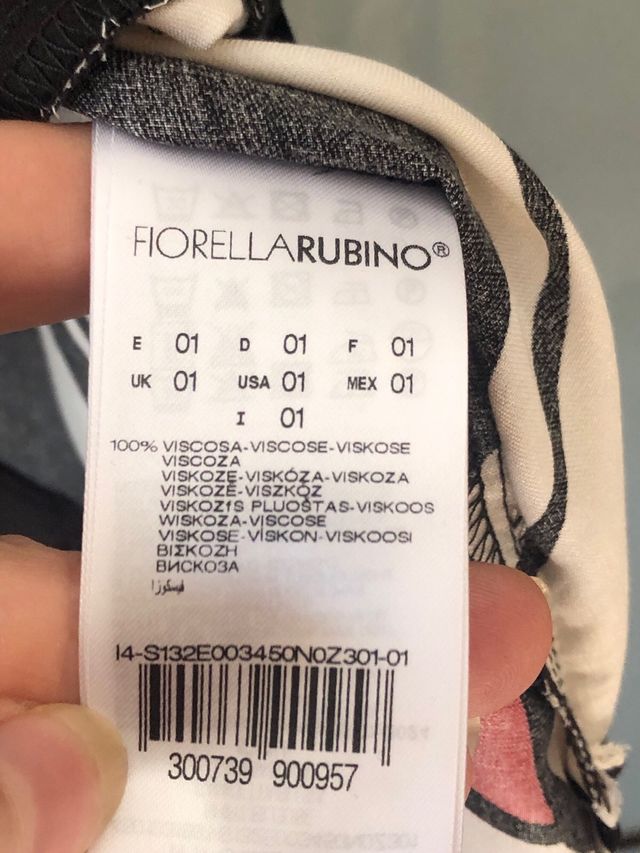 FIORELLARUBINO®
E 01 D 01 F 01
UK 01 USA 01 MEX 01
I 01
100% VISCOSA-VISCOSE-VISKOSE
VISCOZA
VISKOZE-VISKÓZA-VISKOZA
VISKOZĖ-VISZKÓZ
VISKOZIS PLUOŠTAS-VISKOOS
WISKOZA-VISCOSE
VISKOSE-VISKON-VISKOOSI
ΒΙΣΚΟΖΗ
ВИСКОЗА
فيسكوزا
I4-S132E003450N0Z301-01
300739 900957